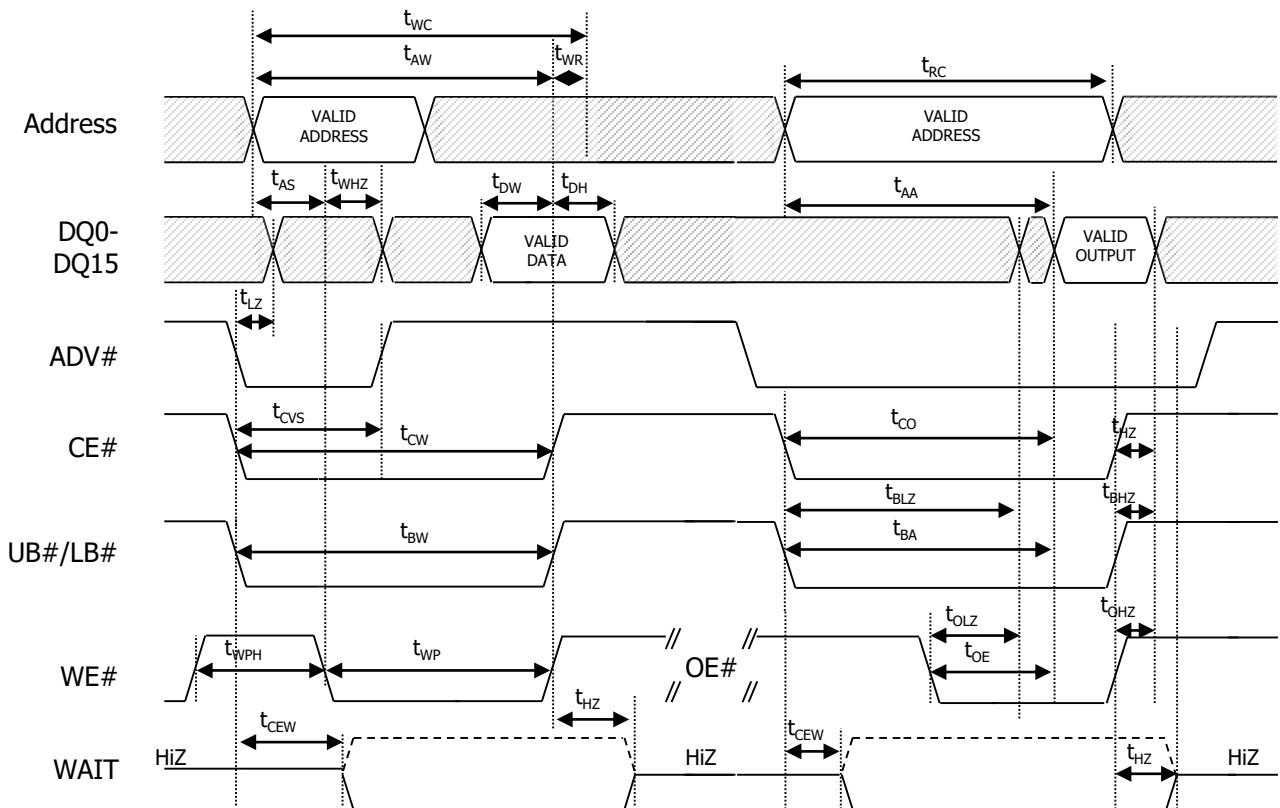 tWC
tAW
tWR
tRC
Address
VALID
ADDRESS
VALID
ADDRESS
tAS
tWHZ
tDW
tDH
tAA
DQ0-
DQ15
VALID
DATA
VALID
OUTPUT
tLZ
ADV#
tCVS
tCW
tCO
tHZ
CE#
tBLZ
tBHZ
tBW
tBA
UB#/LB#
tOLZ
tOHZ
tWPH
tWP
tOE
WE#
//
//
OE#
//
//
tCEW
tHZ
tCEW
tHZ
HiZ
HiZ
HiZ
WAIT